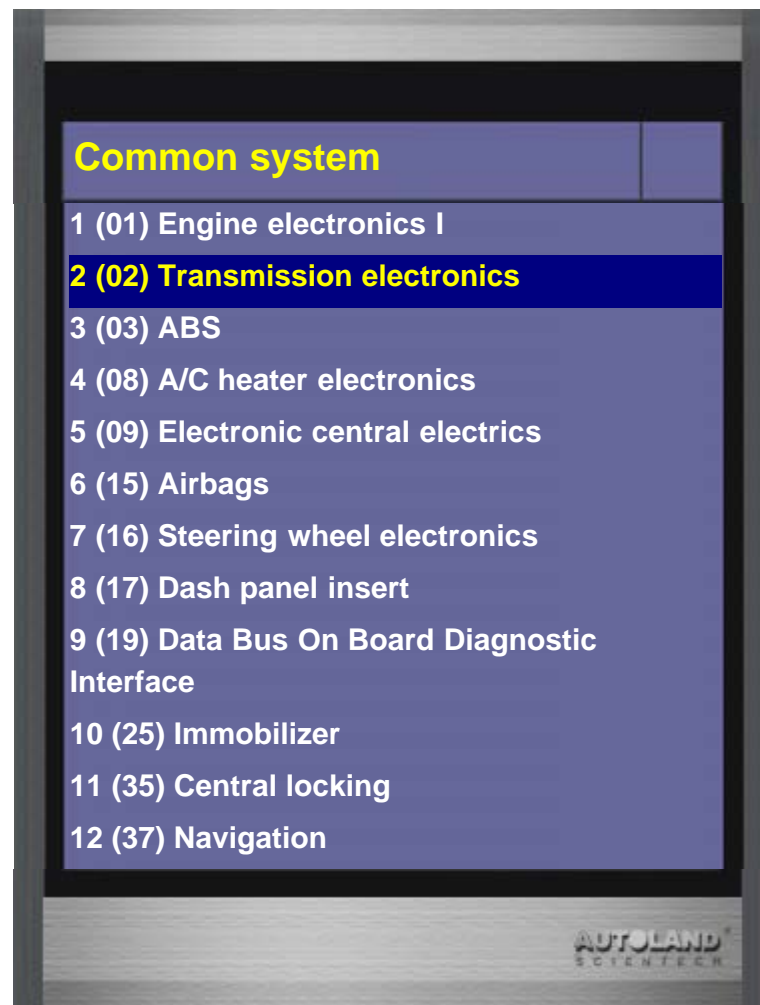 Common system
1 (01) Engine electronics I
2 (02) Transmission electronics
3 (03) ABS
4 (08) A/C heater electronics
5 (09) Electronic central electrics
6 (15) Airbags
7 (16) Steering wheel electronics
8 (17) Dash panel insert
9 (19) Data Bus On Board Diagnostic
Interface
10 (25) Immobilizer
11 (35) Central locking
12 (37) Navigation
AUTOLAND®
SCIENTECH